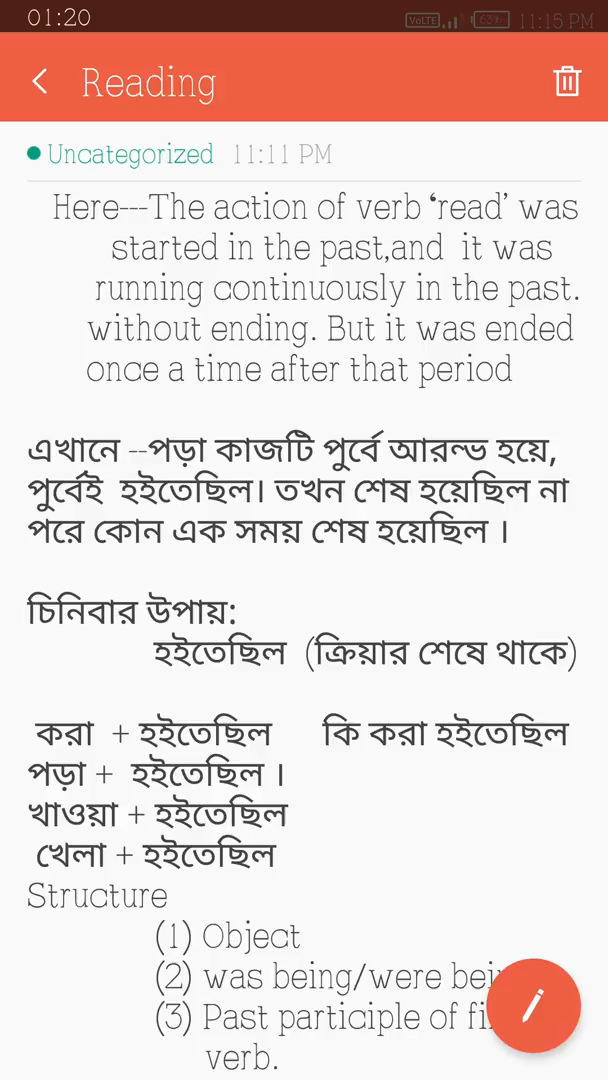 01:20
VoLTE 63% 11:15 PM
Reading
Uncategorized 11:11 PM
Here---The action of verb ‘read’ was
started in the past,and it was
running continuously in the past.
without ending. But it was ended
once a time after that period
এখানে --পড়া কাজটি পুর্বে আরল্ভ হয়ে,
পুর্বেই হইতেছিল। তখন শেষ হয়েছিল না
পরে কোন এক সময় শেষ হয়েছিল ।
চিনিবার উপায়:
হইতেছিল (ক্রিয়ার শেষে থাকে)
করা + হইতেছিল কি করা হইতেছিল
পড়া + হইতেছিল ।
খাওয়া + হইতেছিল
খেলা + হইতেছিল
Structure
(1) Object
(2) was being/were
(3) Past participle of
verb.